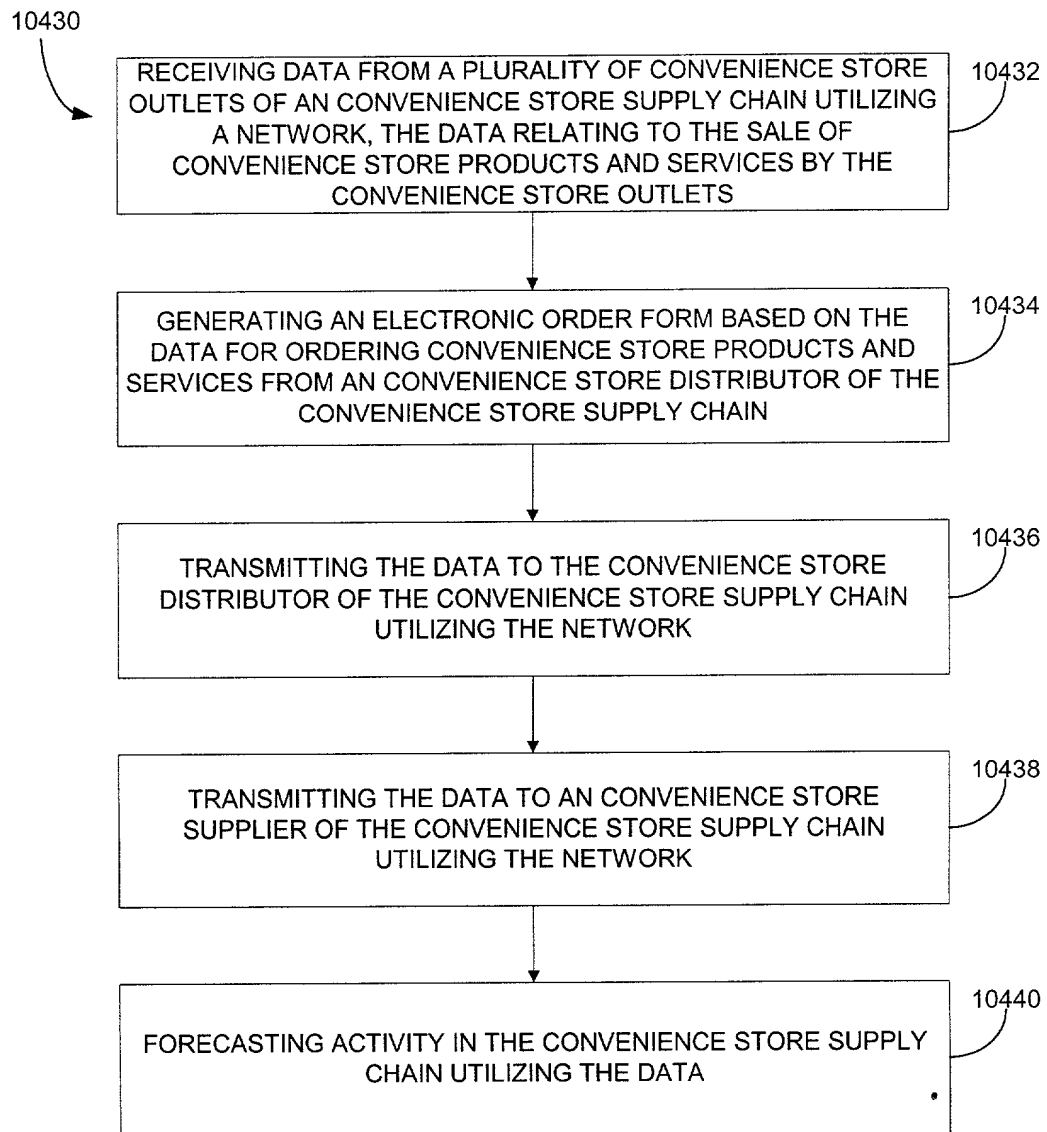 10430
RECEIVING DATA FROM A PLURALITY OF CONVENIENCE STORE
OUTLETS OF AN CONVENIENCE STORE SUPPLY CHAIN UTILIZING
A NETWORK, THE DATA RELATING TO THE SALE OF
CONVENIENCE STORE PRODUCTS AND SERVICES BY THE
CONVENIENCE STORE OUTLETS
10432
GENERATING AN ELECTRONIC ORDER FORM BASED ON THE
DATA FOR ORDERING CONVENIENCE STORE PRODUCTS AND
SERVICES FROM AN CONVENIENCE STORE DISTRIBUTOR OF THE
CONVENIENCE STORE SUPPLY CHAIN
10434
TRANSMITTING THE DATA TO THE CONVENIENCE STORE
DISTRIBUTOR OF THE CONVENIENCE STORE SUPPLY CHAIN
UTILIZING THE NETWORK
10436
TRANSMITTING THE DATA TO AN CONVENIENCE STORE
SUPPLIER OF THE CONVENIENCE STORE SUPPLY CHAIN
UTILIZING THE NETWORK
10438
FORECASTING ACTIVITY IN THE CONVENIENCE STORE SUPPLY
CHAIN UTILIZING THE DATA
10440